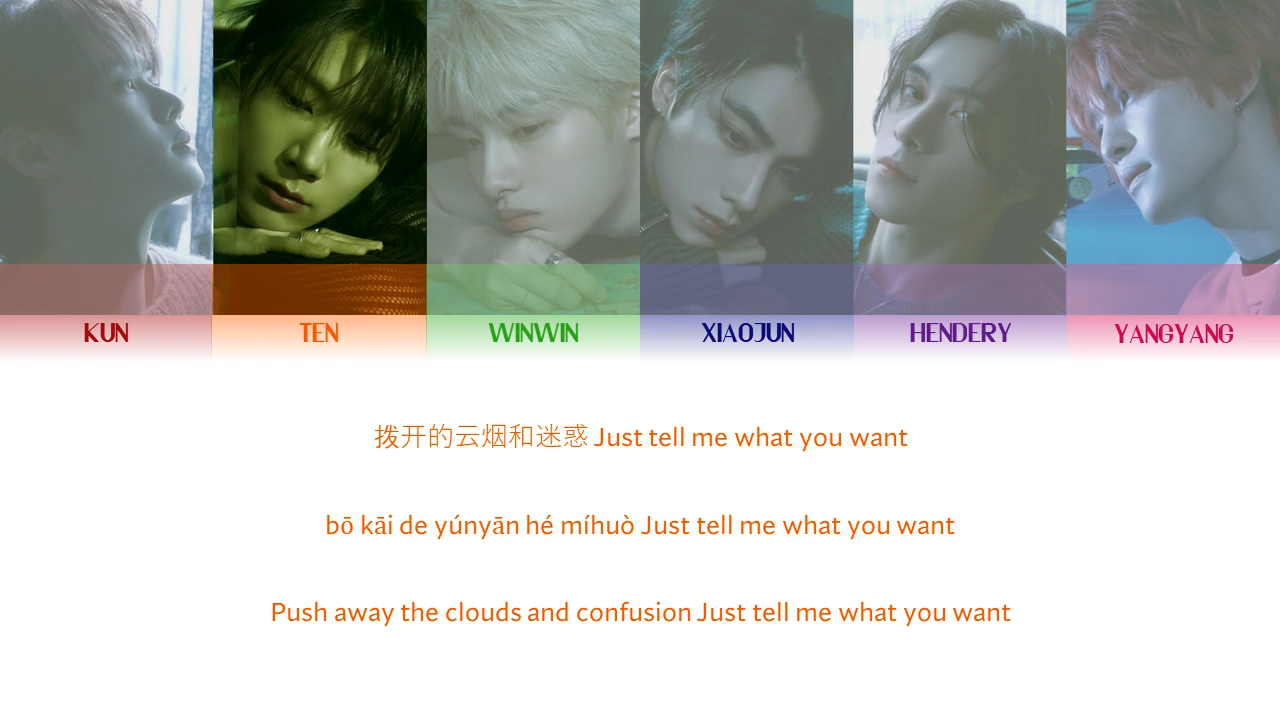 KUN TEN WINWIN XIAOJUN HENDERY YANGYANG
拨开的云烟和迷惑 Just tell me what you want
bō kāi de yúnyān hé míhuò Just tell me what you want
Push away the clouds and confusion Just tell me what you want